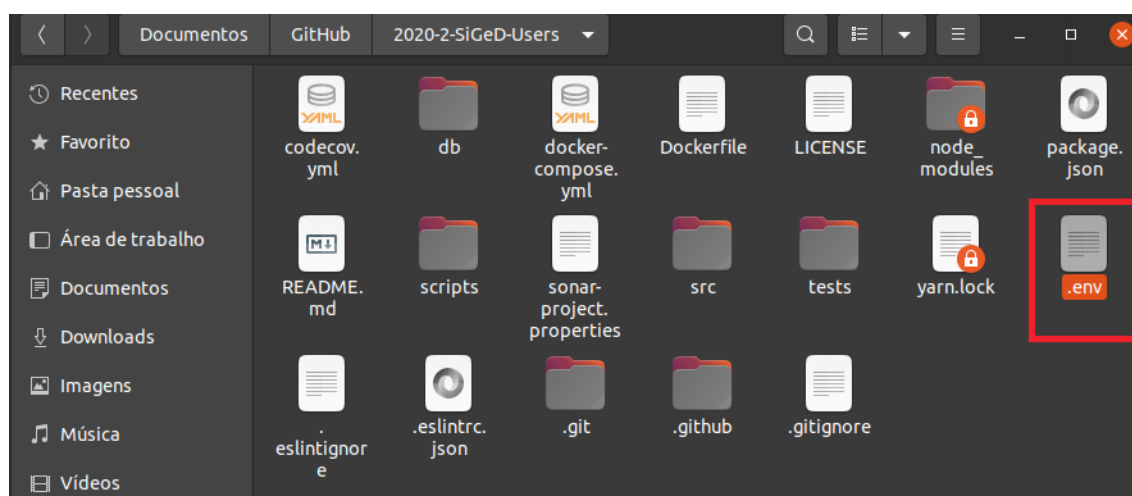 Documentos GitHub 2020-2-SiGeD-Users
Recentes
Favorito
Pasta pessoal
Área de trabalho
Documentos
Downloads
Imagens
Música
Vídeos
YAML
codecov.
yml
db
YAML
docker-
compose.
yml
Dockerfile
LICENSE
node_
modules
package.
json
M↓
README.
md
scripts
sonar-
project.
properties
src
tests
yarn.lock
.env
.
eslintignor
e
.eslintrc.
json
.git
.github
.gitignore